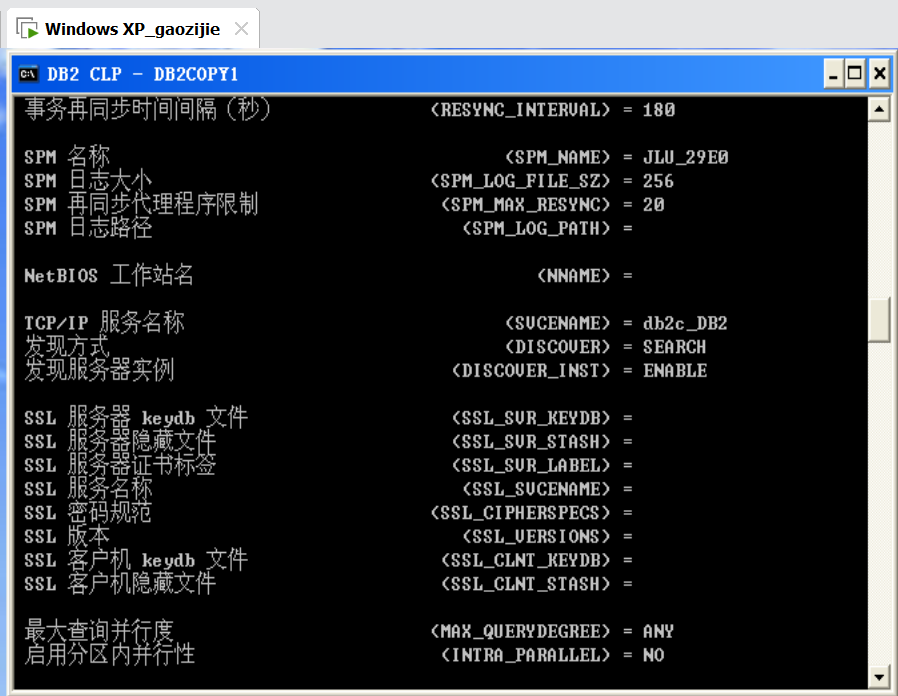 Windows XP_gaozijie
DB2 CLP - DB2COPY1
事务再同步时间间隔（秒） (RESYNC_INTERVAL) = 180
SPM 名称 (SPM_NAME) = JLU_29E0
SPM 日志大小 (SPM_LOG_FILE_SZ) = 256
SPM 再同步代理程序限制 (SPM_MAX_RESYNC) = 20
SPM 日志路径 (SPM_LOG_PATH) =
NetBIOS 工作站名 (NNAME) =
TCP/IP 服务名称 (SVCENAME) = db2c_DB2
发现方式 (DISCOVER) = SEARCH
发现服务器实例 (DISCOVER_INST) = ENABLE
SSL 服务器 keydb 文件 (SSL_SVR_KEYDB) =
SSL 服务器隐藏文件 (SSL_SVR_STASH) =
SSL 服务器证书标签 (SSL_SVR_LABEL) =
SSL 服务名称 (SSL_SVCENAME) =
SSL 密码规范 (SSL_CIPHERSPECS) =
SSL 版本 (SSL_VERSIONS) =
SSL 客户机 keydb 文件 (SSL_CLNT_KEYDB) =
SSL 客户机隐藏文件 (SSL_CLNT_STASH) =
最大查询并行度 (MAX_QUERYDEGREE) = ANY
启用分区内并行性 (INTRA_PARALLEL) = NO